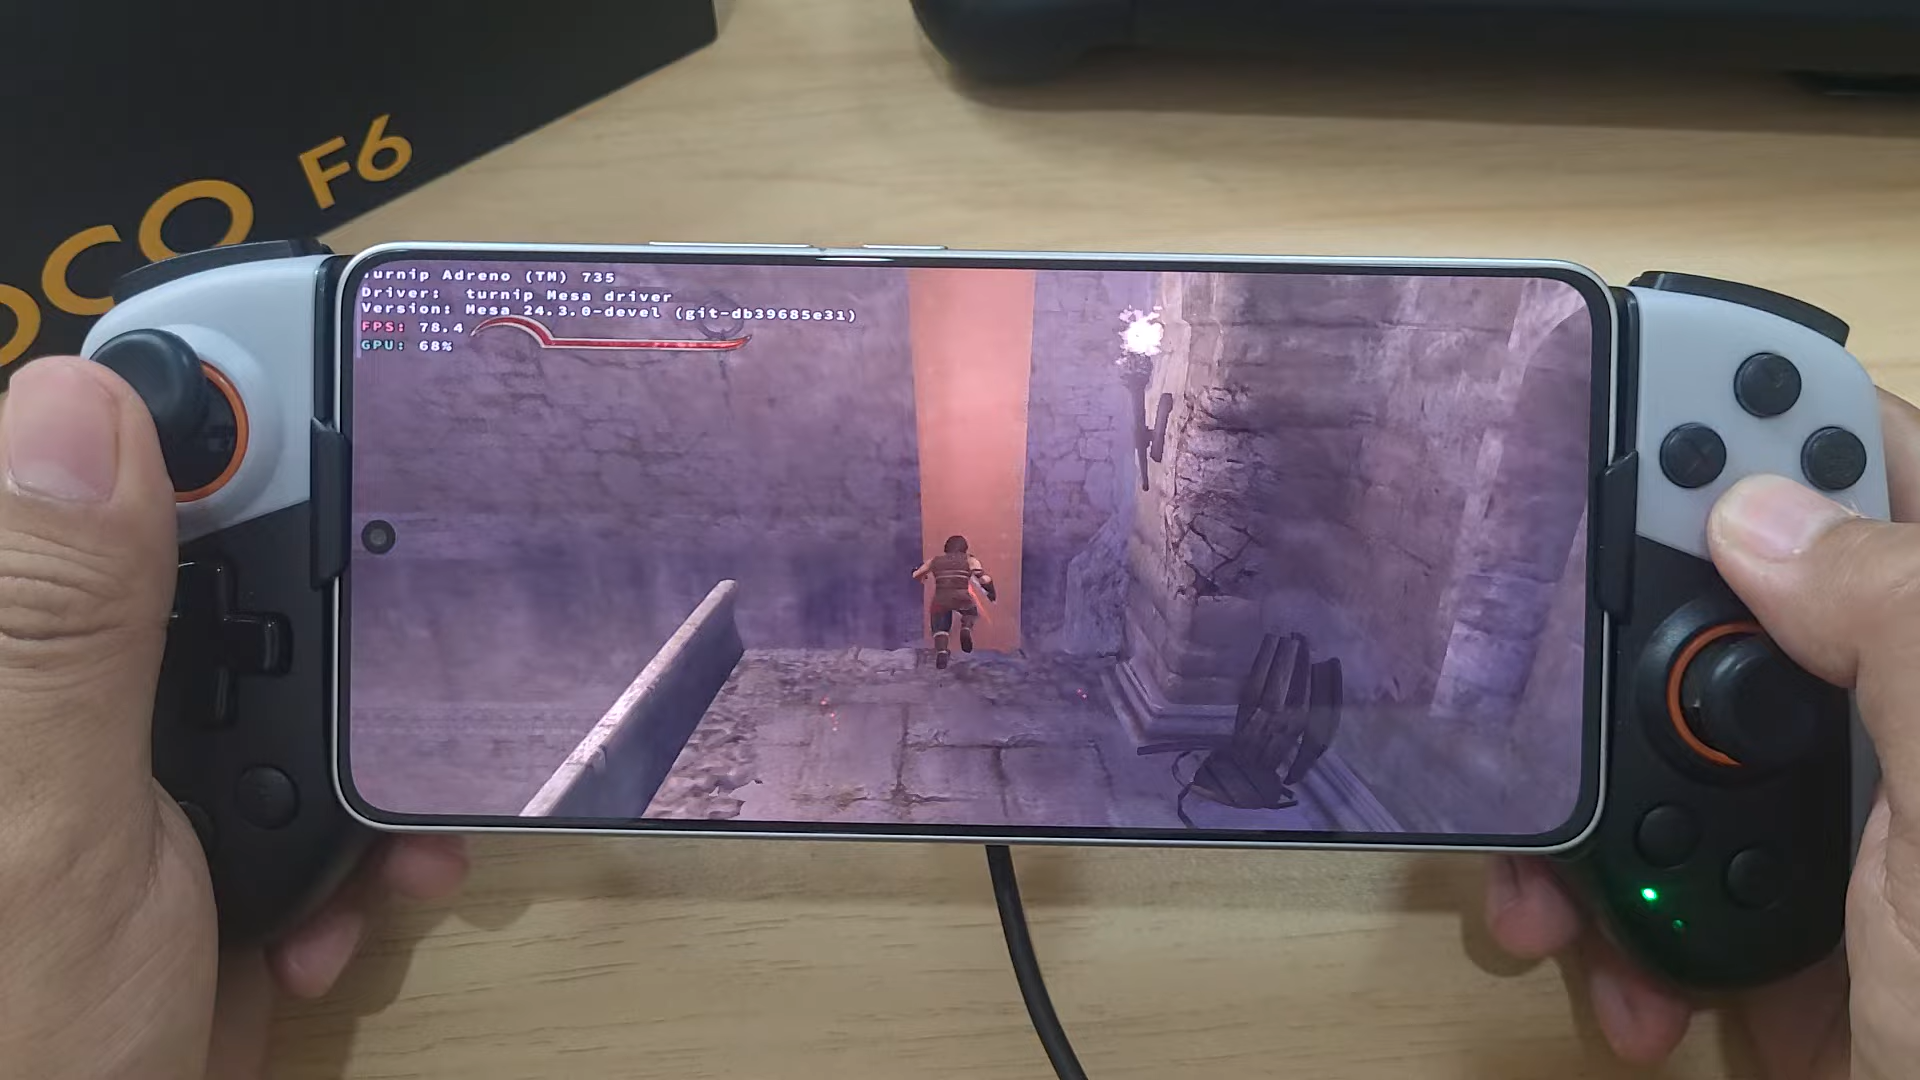 OCO F6
Turnip Adreno (TM) 735
Driver: turnip Mesa driver
Version: Mesa 24.3.0-devel (git-db39685e31)
FPS: 78.4
GPU: 68%